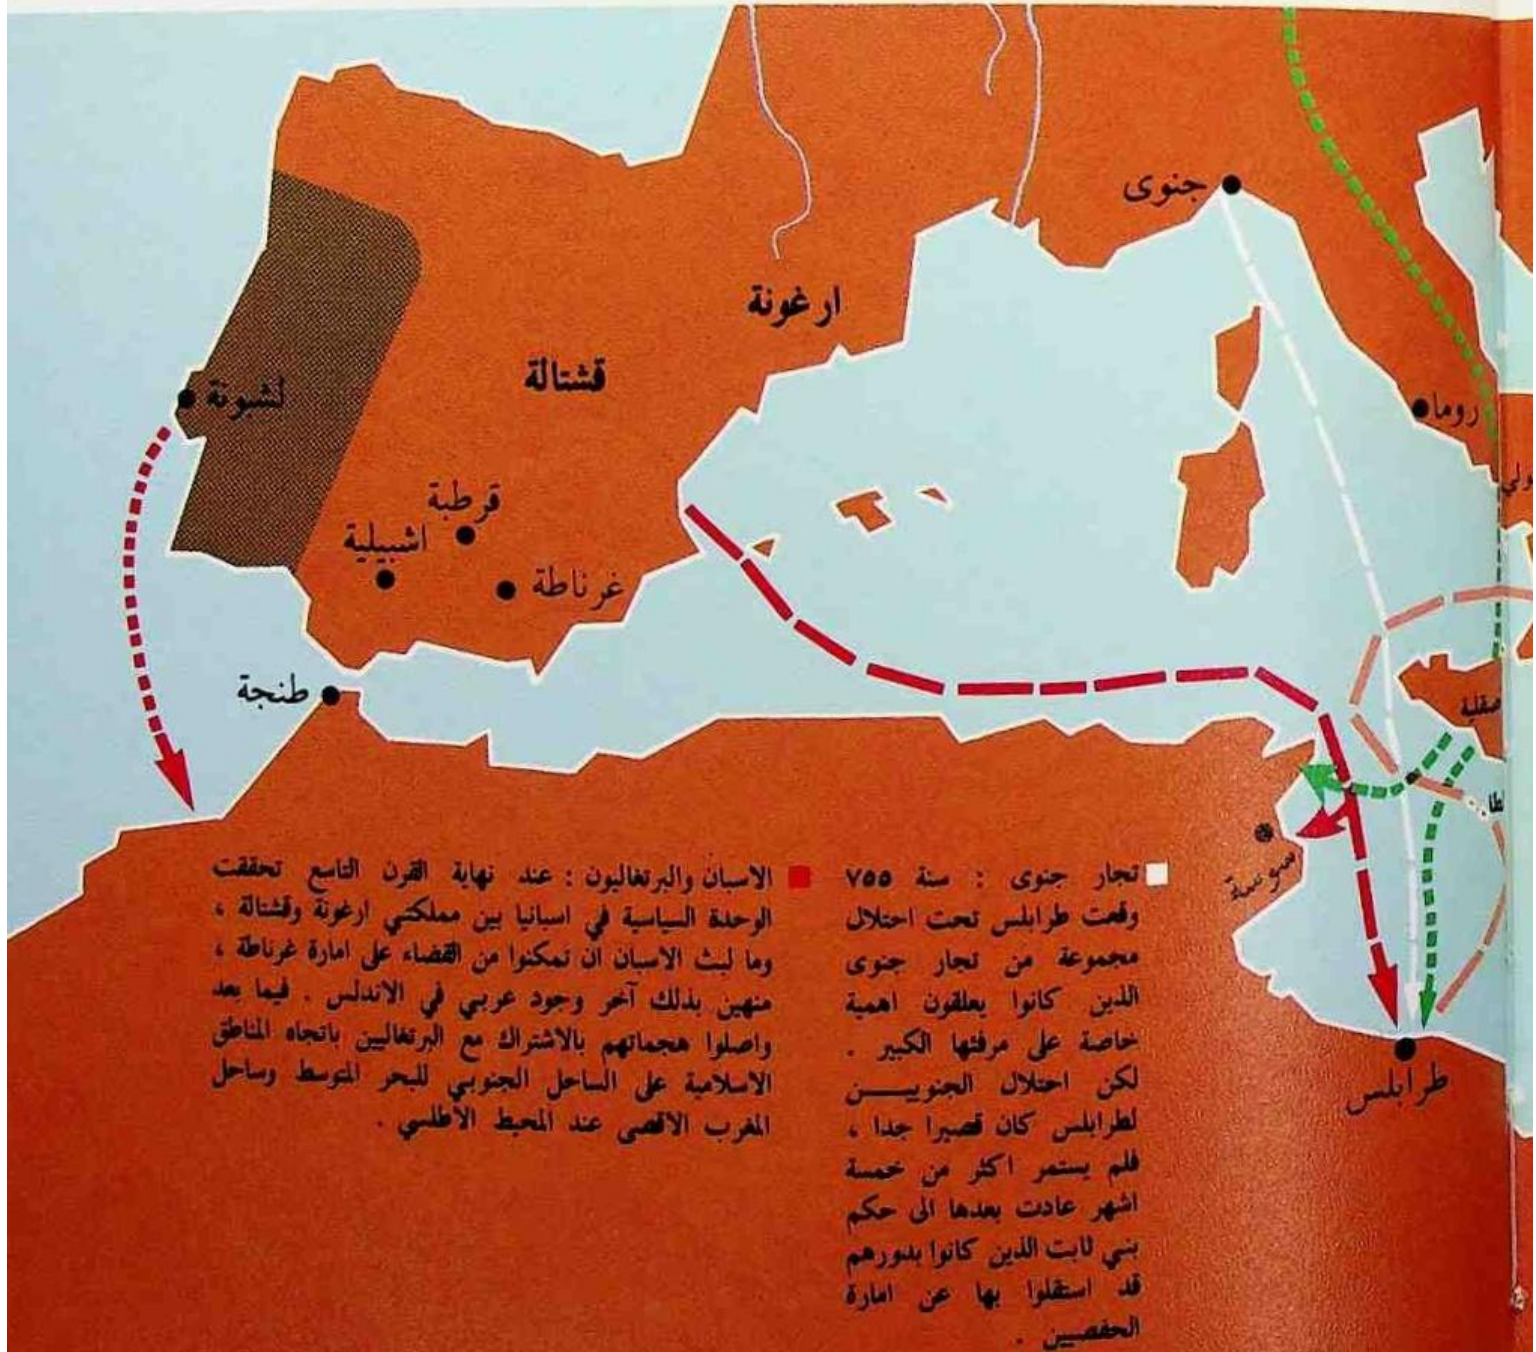 جنوى
ارغونة
قشتالة
لشبونة
روما
قرطبة
اشبيلية
غرناطة
طنجة
صقلية
سوسة
طرابلس
الاسبان والبرتغاليون : عند نهاية القرن التاسع تحققت
الوحدة السياسية في اسبانيا بين مملكتي ارغونة وقشتالة ،
وما لبث الاسبان ان تمكنوا من القضاء على امارة غرناطة ،
منهين بذلك آخر وجود عربي في الاندلس . فيما بعد
واصلوا هجماتهم بالاشتراك مع البرتغاليين باتجاه المناطق
الاسلامية على الساحل الجنوبي للبحر المتوسط وساحل
المغرب الاقصى عند المحيط الأطلسي .
تجار جنوى : سنة ٧٥٥
وقعت طرابلس تحت احتلال
مجموعة من تجار جنوى
الذين كانوا يعلقون اهمية
خاصة على مرفئها الكبير .
لكن احتلال الجنويــــن
لطرابلس كان قصيرا جدا ،
فلم يستمر اكثر من خمسة
اشهر عادت بعدها الى حكم
بني ثابت الذين كانوا بدورهم
قد استقلوا بها عن امارة
الحفصيين .